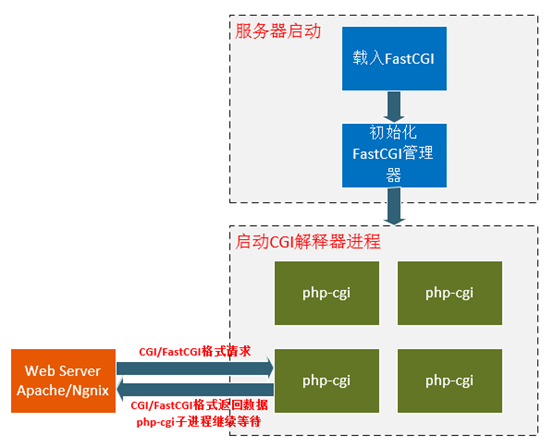 服务器启动
载入FastCGI
初始化
FastCGI管理
器
启动CGI解释器进程
php-cgi
php-cgi
CGI/FastCGI格式请求
Web Server
Apache/Ngnix
php-cgi
php-cgi
CGI/FastCGI格式返回数据
php-cgi子进程继续等待